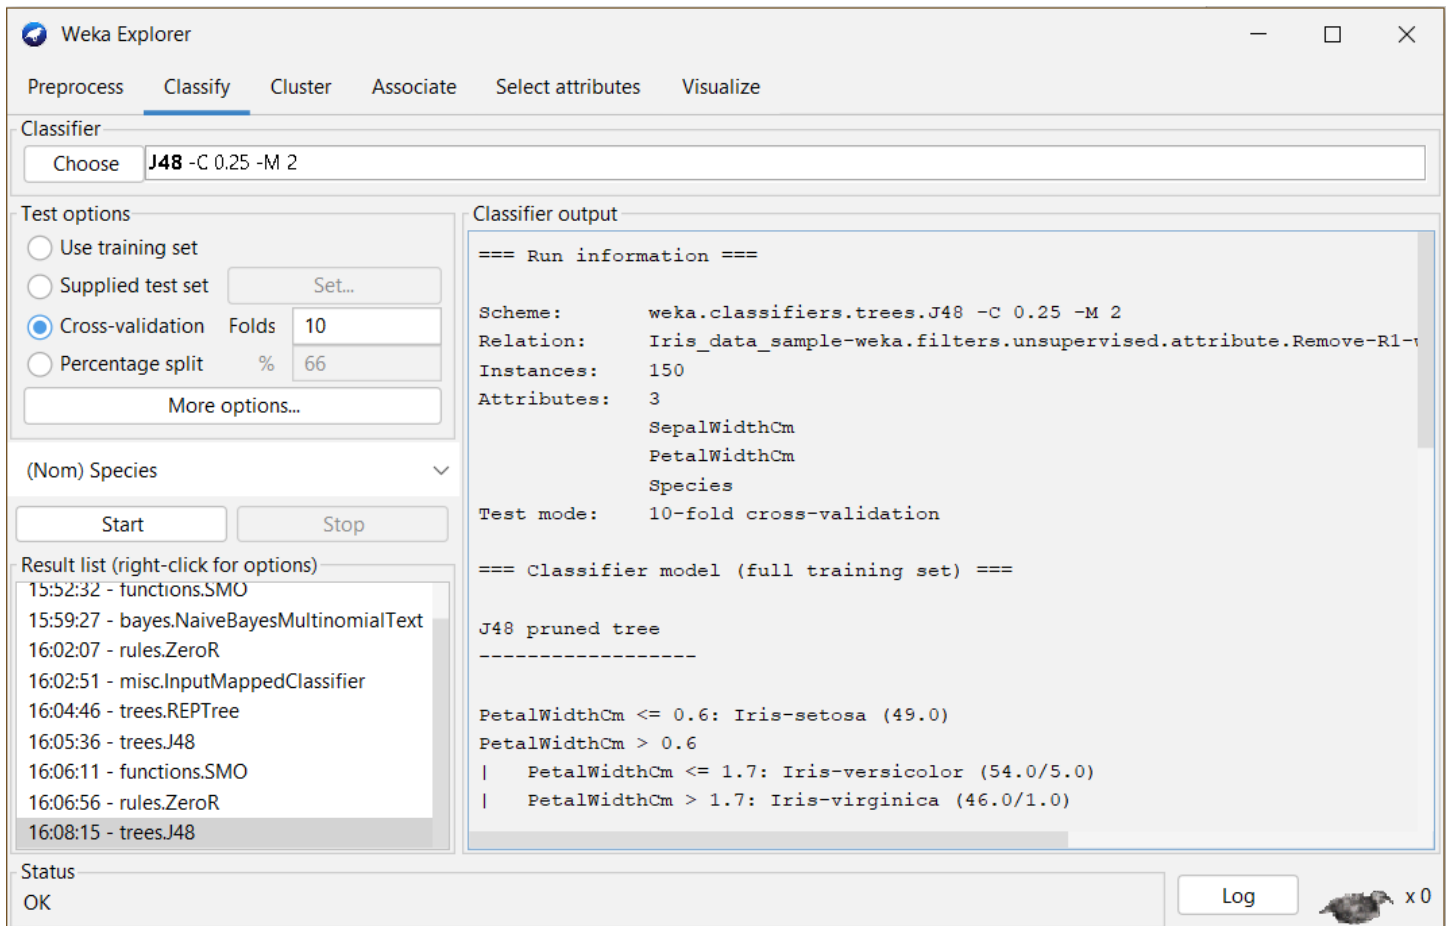 Weka Explorer
Preprocess Classify Cluster Associate Select attributes Visualize
Classifier
Choose J48 -C 0.25 -M 2
Test options
Use training set
Supplied test set Set...
Cross-validation Folds 10
Percentage split % 66
More options...
(Nom) Species
Start Stop
Result list (right-click for options)
15:52:32 - functions.SMO
15:59:27 - bayes.NaiveBayesMultinomialText
16:02:07 - rules.ZeroR
16:02:51 - misc.InputMappedClassifier
16:04:46 - trees.REPTree
16:05:36 - trees.J48
16:06:11 - functions.SMO
16:06:56 - rules.ZeroR
16:08:15 - trees.J48
Classifier output
=== Run information ===
Scheme: weka.classifiers.trees.J48 -C 0.25 -M 2
Relation: Iris_data_sample-weka.filters.unsupervised.attribute.Remove-R1-
Instances: 150
Attributes: 3
SepalWidthCm
PetalWidthCm
Species
Test mode: 10-fold cross-validation
=== Classifier model (full training set) ===
J48 pruned tree
------------------
PetalWidthCm <= 0.6: Iris-setosa (49.0)
PetalWidthCm > 0.6
| PetalWidthCm <= 1.7: Iris-versicolor (54.0/5.0)
| PetalWidthCm > 1.7: Iris-virginica (46.0/1.0)
Status
OK
Log x 0